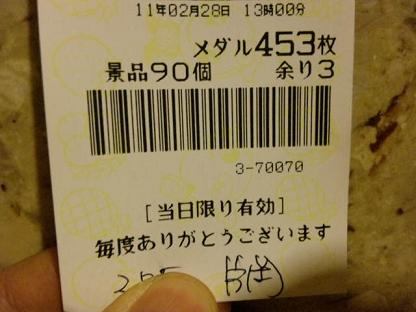 11年02月28日 13時00分
メダル453枚
景品90個 余り3
3-70070
[当日限り有効]
毎度ありがとうございます